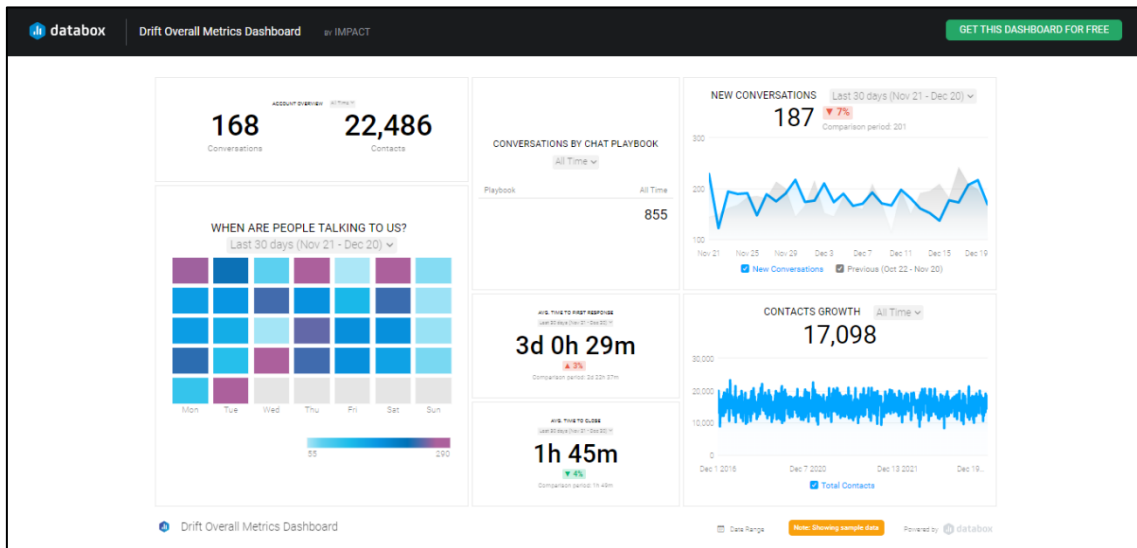 databox
Drift Overall Metrics Dashboard
BY IMPACT
GET THIS DASHBOARD FOR FREE
ACCOUNT OVERVIEW All Time
168
Conversations
22,486
Contacts
WHEN ARE PEOPLE TALKING TO US?
Last 30 days (Nov 21 - Dec 20)
Mon Tue Wed Thu Fri Sat Sun
55 290
CONVERSATIONS BY CHAT PLAYBOOK
All Time
Playbook All Time
855
AVG. TIME TO FIRST RESPONSE
Last 30 days (Nov 21 - Dec 20)
3d 0h 29m
▲ 3%
Comparison period: 2d 22h 37m
AVG. TIME TO CLOSE
Last 30 days (Nov 21 - Dec 20)
1h 45m
▼ 4%
Comparison period: 1h 49m
NEW CONVERSATIONS Last 30 days (Nov 21 - Dec 20)
187 ▼ 7%
Comparison period: 201
300
200
100
Nov 21 Nov 25 Nov 29 Dec 3 Dec 7 Dec 11 Dec 15 Dec 19
New Conversations Previous (Oct 22 - Nov 20)
CONTACTS GROWTH All Time
17,098
30,000
20,000
10,000
0
Dec 1 2016 Dec 7 2020 Dec 13 2021 Dec 19...
Total Contacts
Drift Overall Metrics Dashboard
Date Range
Note: Showing sample data
Powered by databox